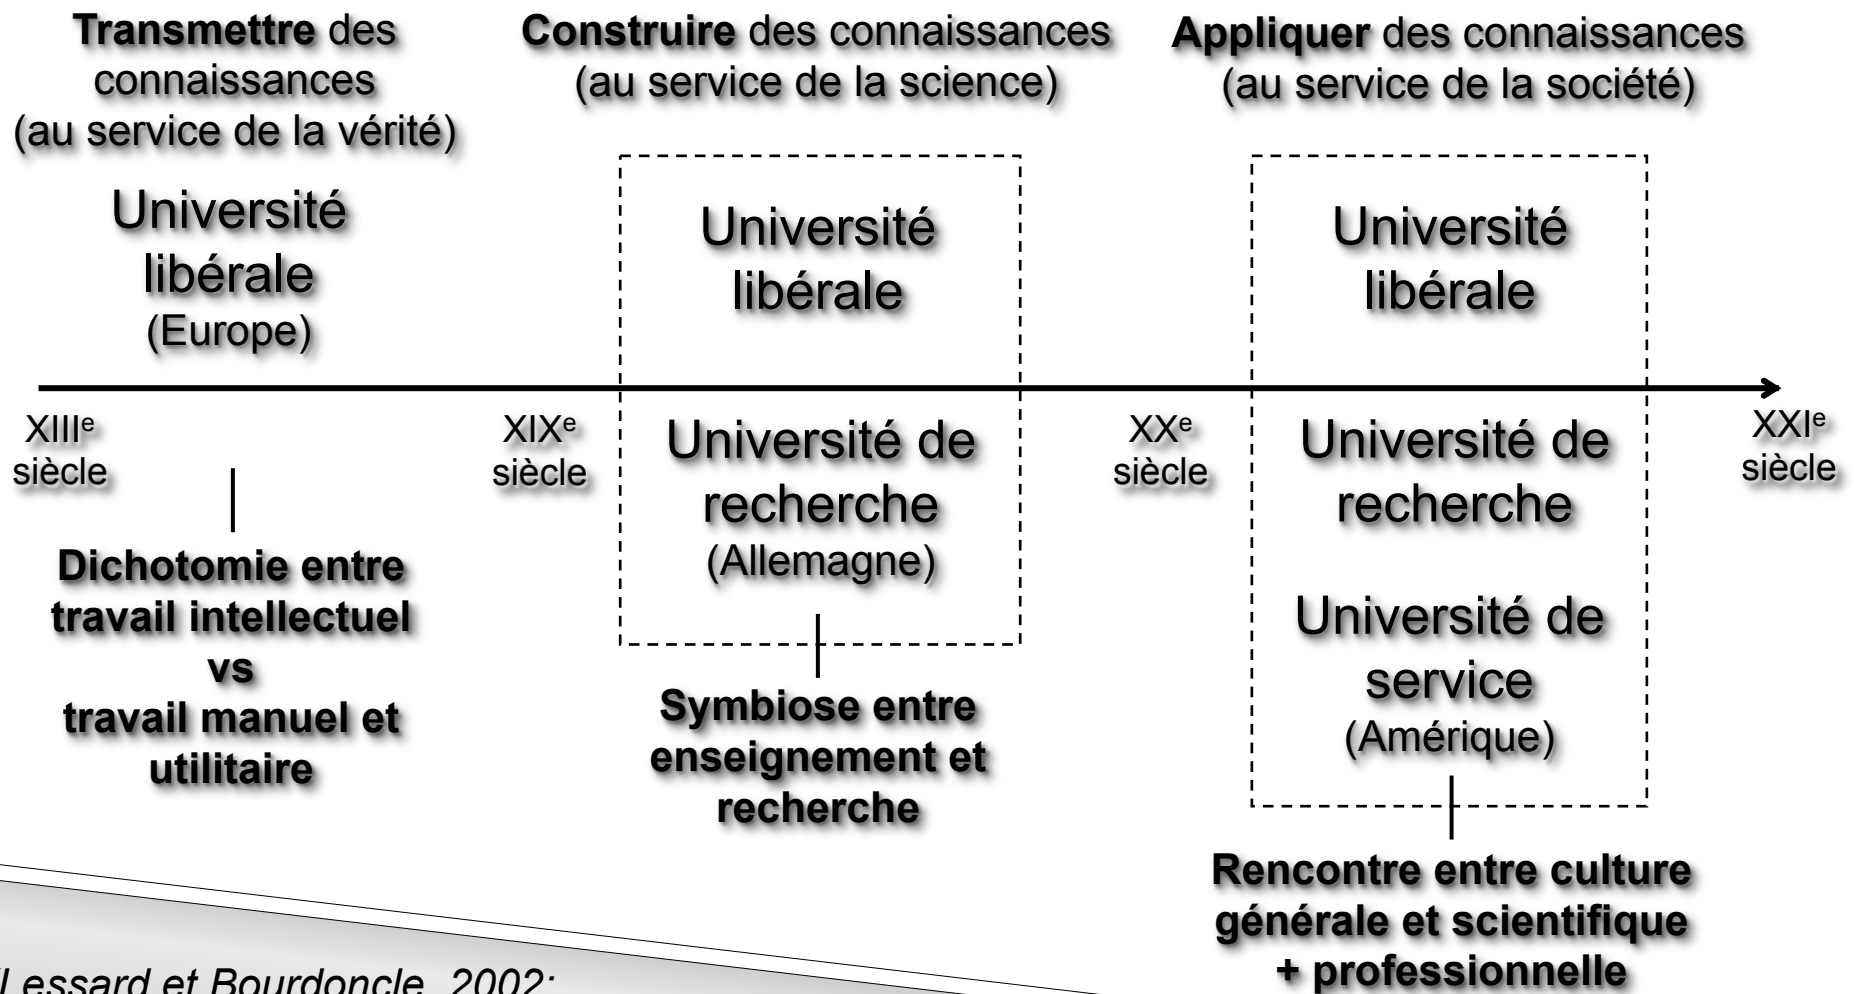 Transmettre des
connaissances
(au service de la vérité)
Construire des connaissances
(au service de la science)
Appliquer des connaissances
(au service de la société)
Université
libérale
(Europe)
Université
libérale
Université
libérale
XIIIe
siècle
XIXe
siècle
Université de
recherche
(Allemagne)
XXe
siècle
Université de
recherche
Université de
service
(Amérique)
XXIe
siècle
Dichotomie entre
travail intellectuel
vs
travail manuel et
utilitaire
Symbiose entre
enseignement et
recherche
Rencontre entre culture
générale et scientifique
+ professionnelle
(Lessard et Bourdoncle, 2002;